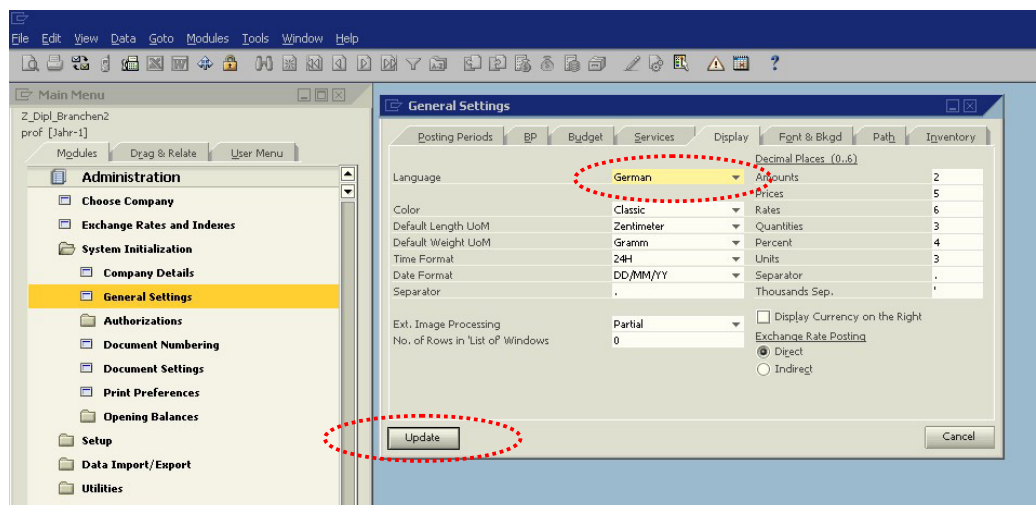 File Edit View Data Goto Modules Tools Window Help
Main Menu
Z_Dipl_Branchen2
prof [Jahr-1]
Modules Drag & Relate User Menu
Administration
Choose Company
Exchange Rates and Indexes
System Initialization
Company Details
General Settings
Authorizations
Document Numbering
Document Settings
Print Preferences
Opening Balances
Setup
Data Import/Export
Utilities
General Settings
Posting Periods BP Budget Services Display Font & Bkgd Path Inventory
Decimal Places (0..6)
Language German Amounts 2
Prices 5
Color Classic Rates 6
Default Length UoM Zentimeter Quantities 3
Default Weight UoM Gramm Percent 4
Time Format 24H Units 3
Date Format DD/MM/YY Separator .
Separator . Thousands Sep. '
Display Currency on the Right
Ext. Image Processing Partial Exchange Rate Posting
No. of Rows in 'List of' Windows 0
Direct
Indirect
Update Cancel